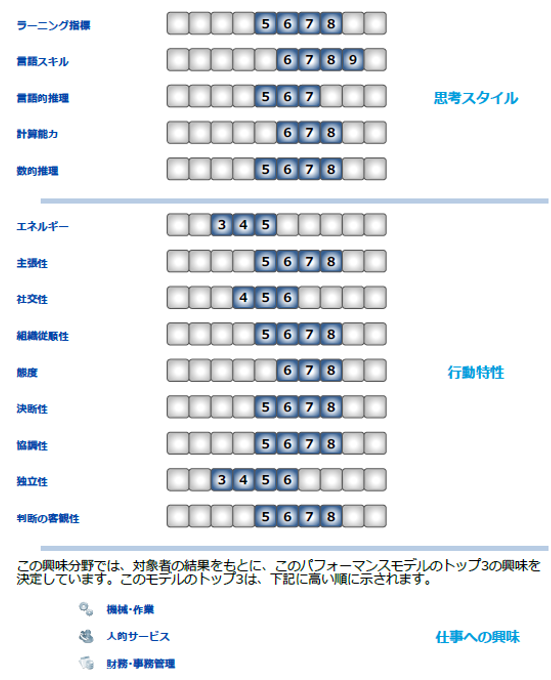 ラーニング指標 5 6 7 8
言語スキル 6 7 8 9
言語的推理 5 6 7
思考スタイル
計算能力 6 7 8
数的推理 5 6 7 8
エネルギー 3 4 5
主張性 5 6 7 8
社交性 4 5 6
組織従順性 5 6 7 8
態度 6 7 8
行動特性
決断性 5 6 7 8
協調性 5 6 7 8
独立性 3 4 5 6
判断の客観性 5 6 7 8
この興味分野では、対象者の結果をもとに、このパフォーマンスモデルのトップ3の興味を
決定しています。このモデルのトップ3は、下記に高い順に示されます。
機械・作業
人的サービス
仕事への興味
財務・事務管理